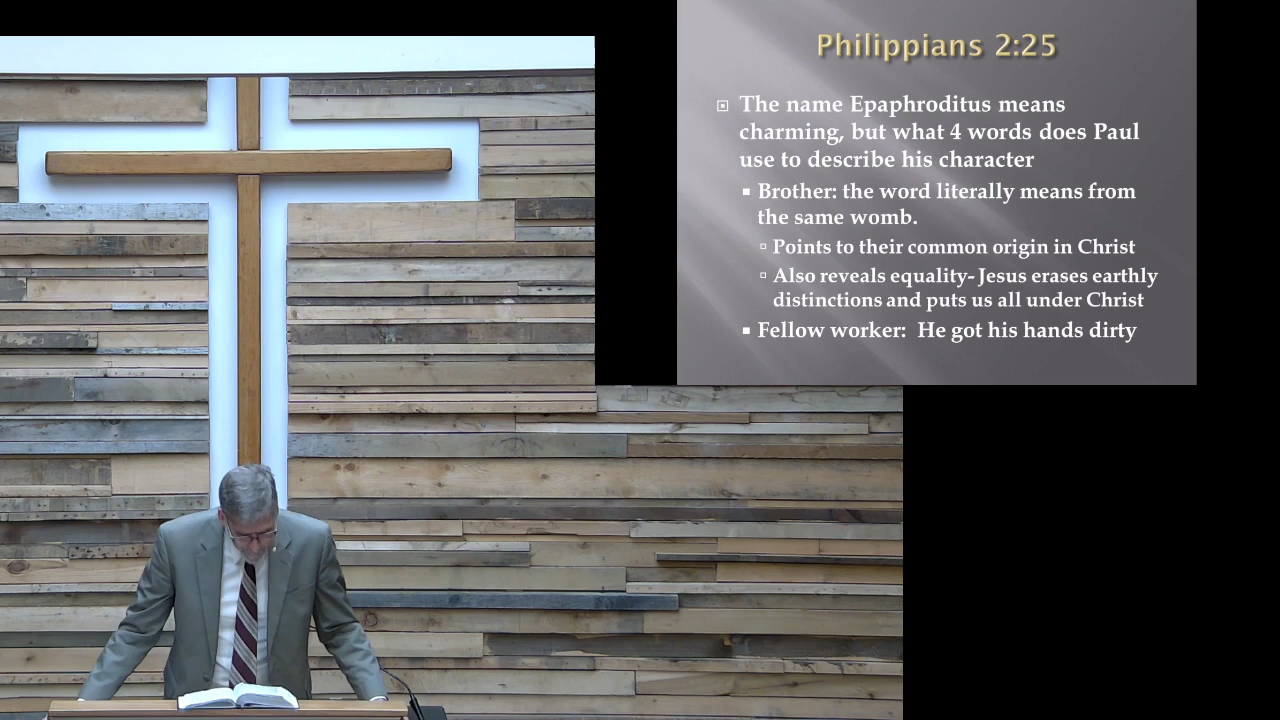 Philippians 2:25
The name Epaphroditus means
charming, but what 4 words does Paul
use to describe his character
Brother: the word literally means from
the same womb.
Points to their common origin in Christ
Also reveals equality- Jesus erases earthly
distinctions and puts us all under Christ
Fellow worker:  He got his hands dirty